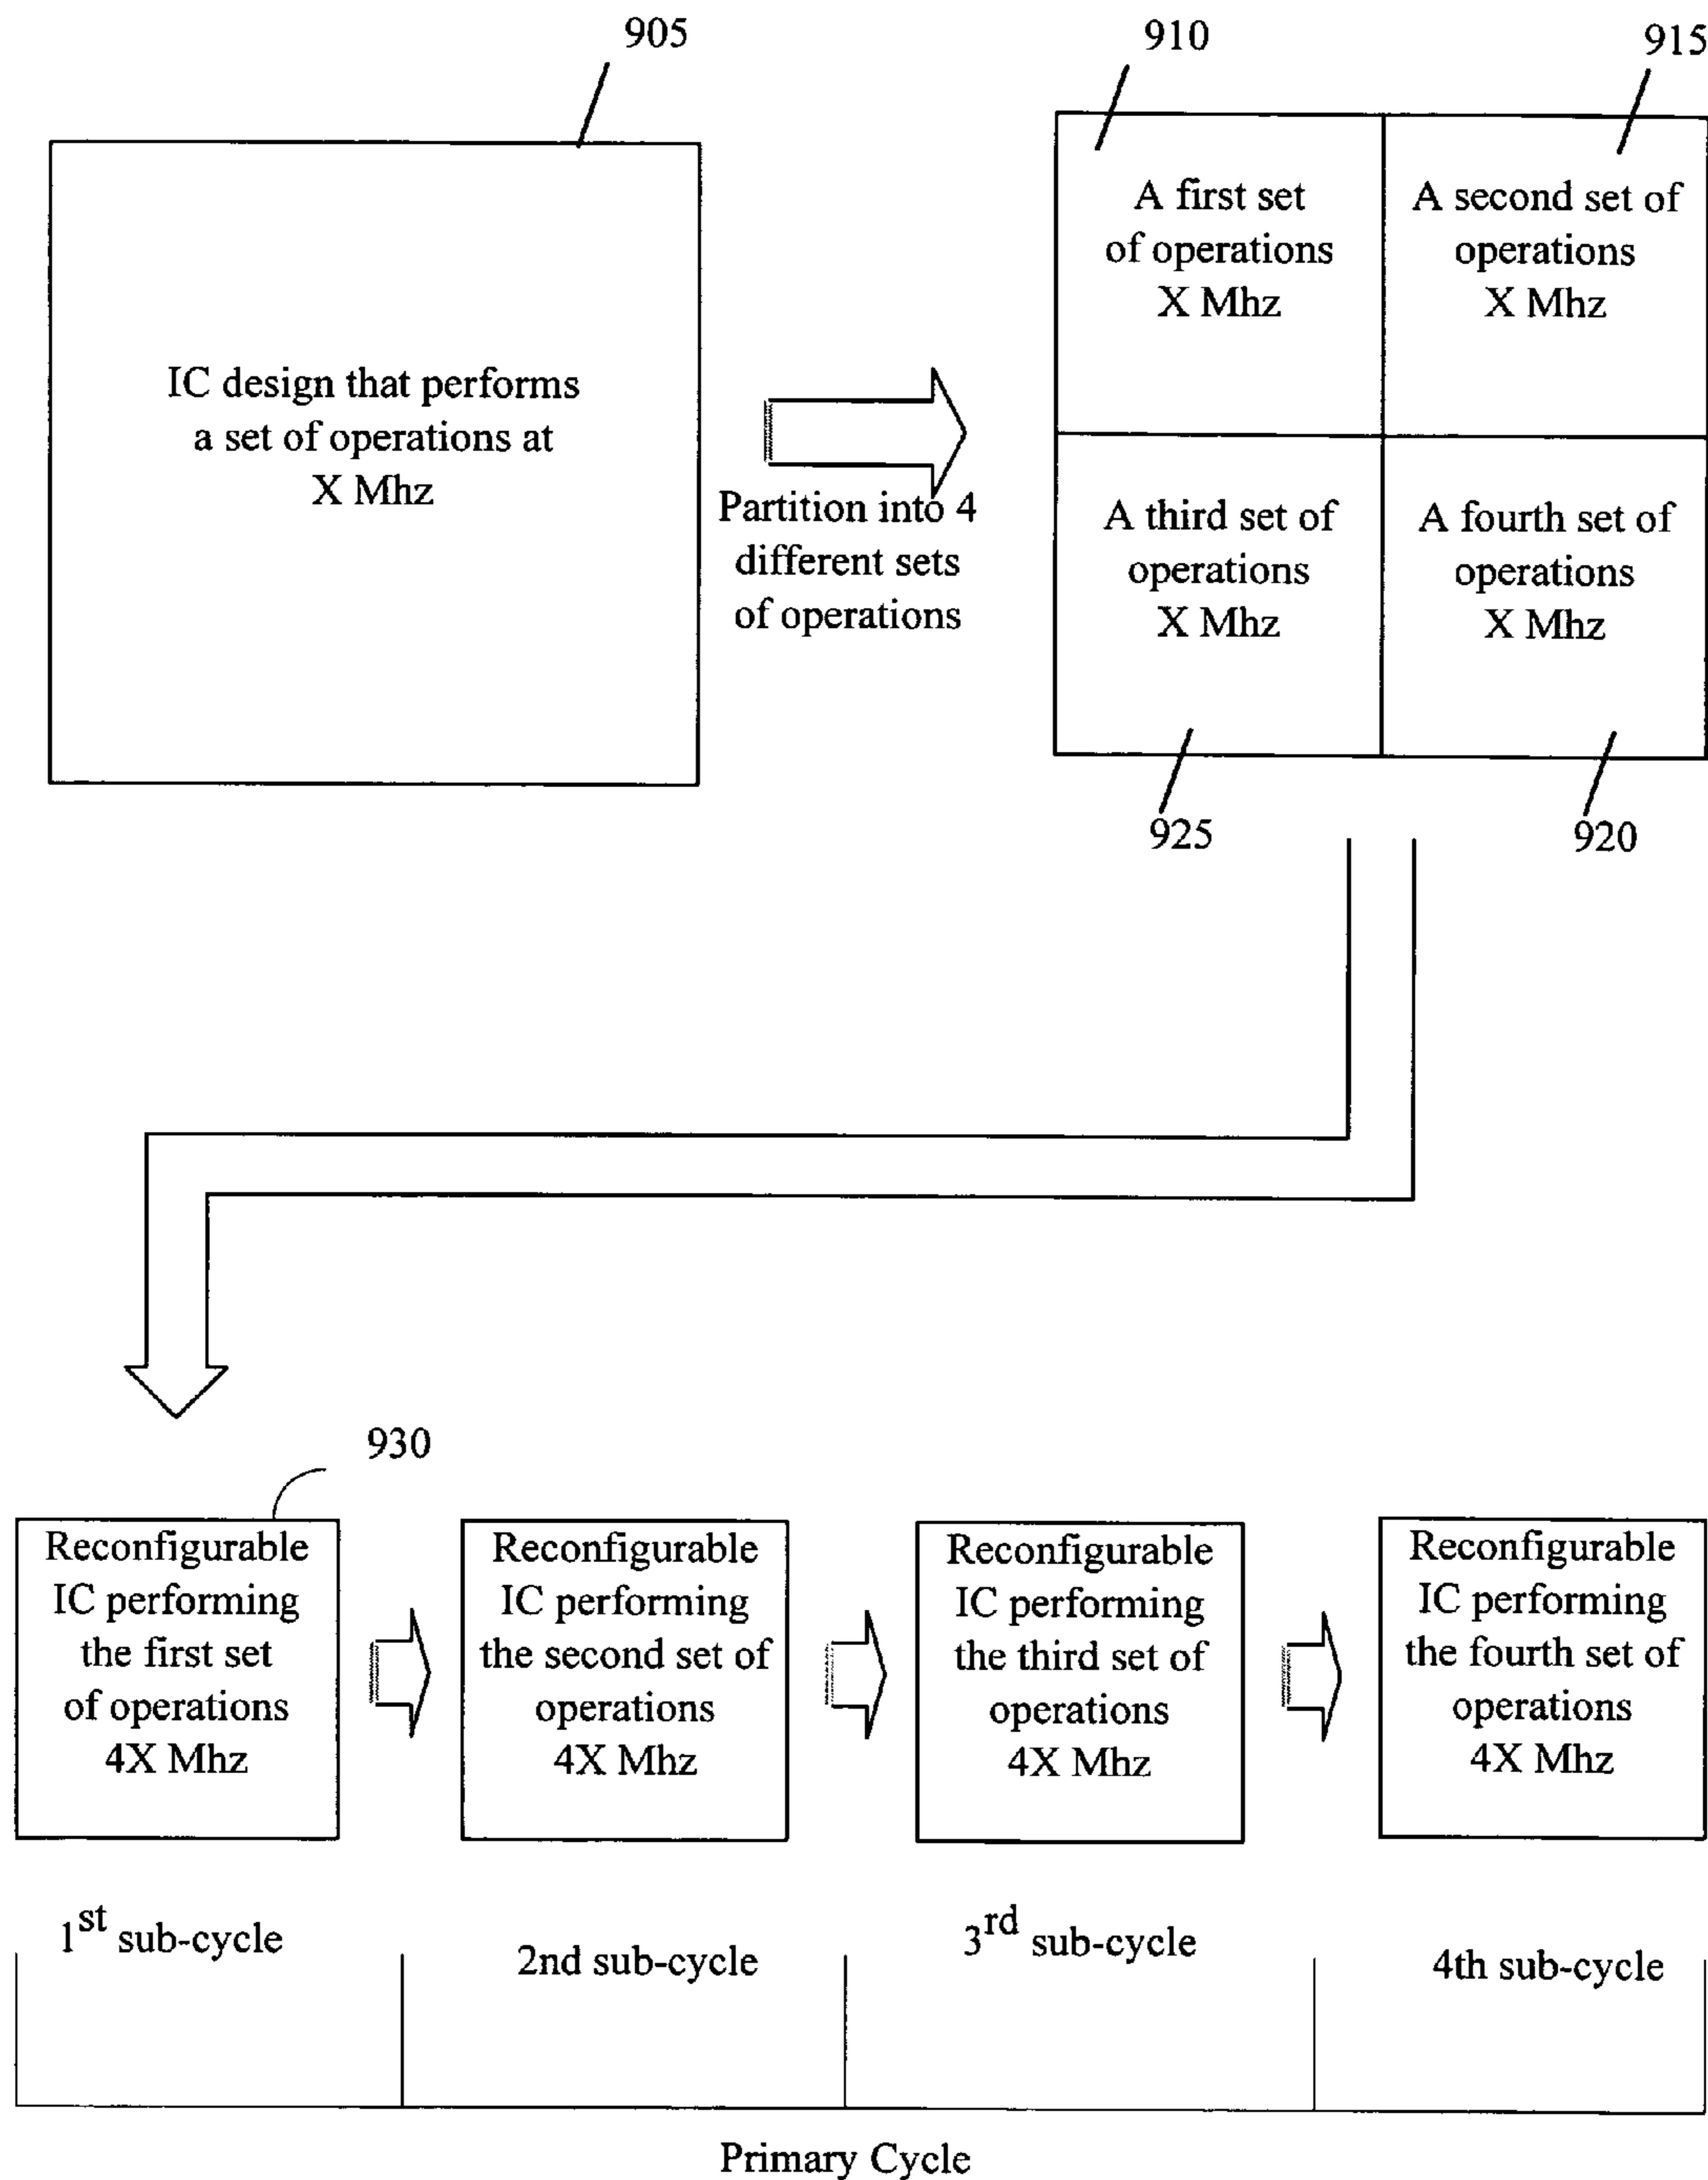 905
910
915
IC design that performs
a set of operations at
X Mhz
Partition into 4
different sets
of operations
A first set
of operations
X Mhz
A second set of
operations
X Mhz
A third set of
operations
X Mhz
A fourth set of
operations
X Mhz
925
920
930
Reconfigurable
IC performing
the first set
of operations
4X Mhz
Reconfigurable
IC performing
the second set of
operations
4X Mhz
Reconfigurable
IC performing
the third set of
operations
4X Mhz
Reconfigurable
IC performing
the fourth set of
operations
4X Mhz
1st sub-cycle
2nd sub-cycle
3rd sub-cycle
4th sub-cycle
Primary Cycle